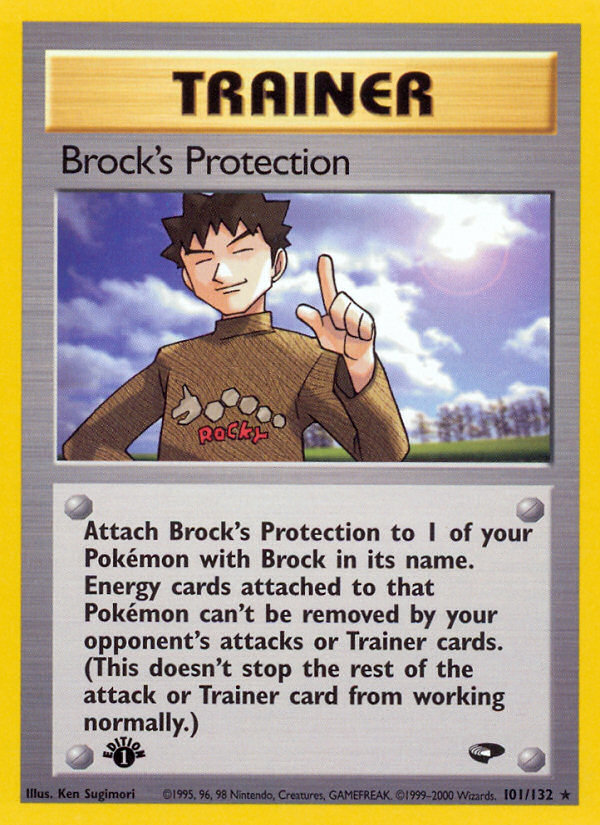 TRAINER
Brock's Protection
ROCKY
Attach Brock's Protection to 1 of your
Pokémon with Brock in its name.
Energy cards attached to that
Pokémon can't be removed by your
opponent's attacks or Trainer cards.
(This doesn't stop the rest of the
attack or Trainer card from working
normally.)
EDITION
1
Illus. Ken Sugimori ©1995, 96, 98 Nintendo, Creatures, GAMEFREAK. ©1999–2000 Wizards. 101/132 ★